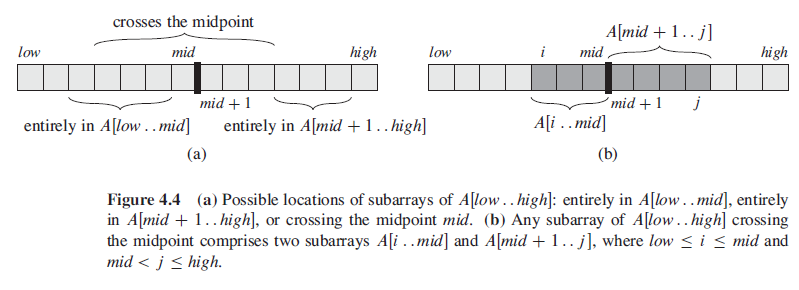 crosses the midpoint
low mid high
mid + 1
entirely in A[low . . mid] entirely in A[mid + 1 . . high]
(a)
A[mid + 1 . . j]
low i mid high
mid + 1 j
A[i . . mid]
(b)
Figure 4.4 (a) Possible locations of subarrays of A[low . . high]: entirely in A[low . . mid], entirely
in A[mid + 1 . . high], or crossing the midpoint mid. (b) Any subarray of A[low . . high] crossing
the midpoint comprises two subarrays A[i . . mid] and A[mid + 1 . . j], where low ≤ i ≤ mid and
mid < j ≤ high.